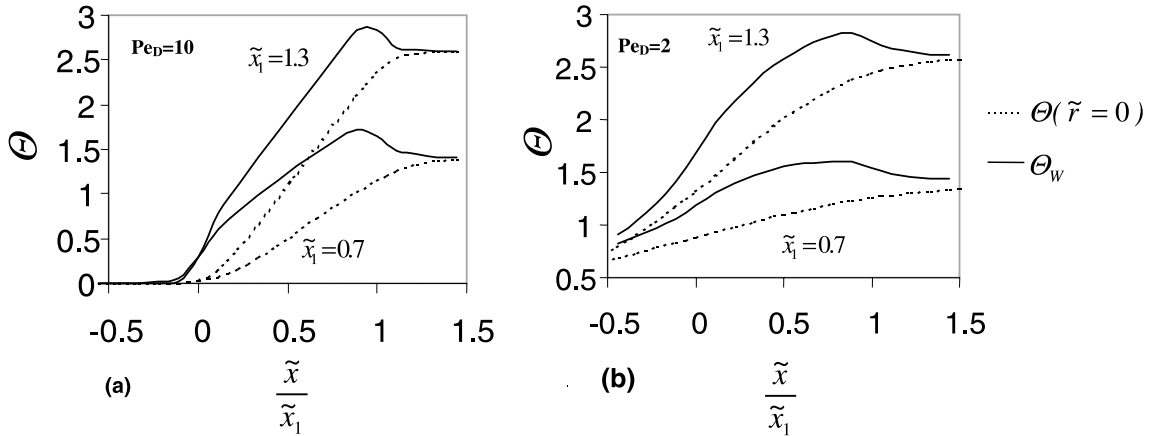 3
2.5
2
1.5
1
0.5
0
Θ
Pe_D=10
x̃₁=1.3
x̃₁=0.7
-0.5 0 0.5 1 1.5
(a)
x̃
x̃₁
3
2.5
2
1.5
1
0.5
Θ
Pe_D=2
x̃₁=1.3
x̃₁=0.7
-0.5 0 0.5 1 1.5
(b)
x̃
x̃₁
Θ(r̃ = 0)
Θ_W